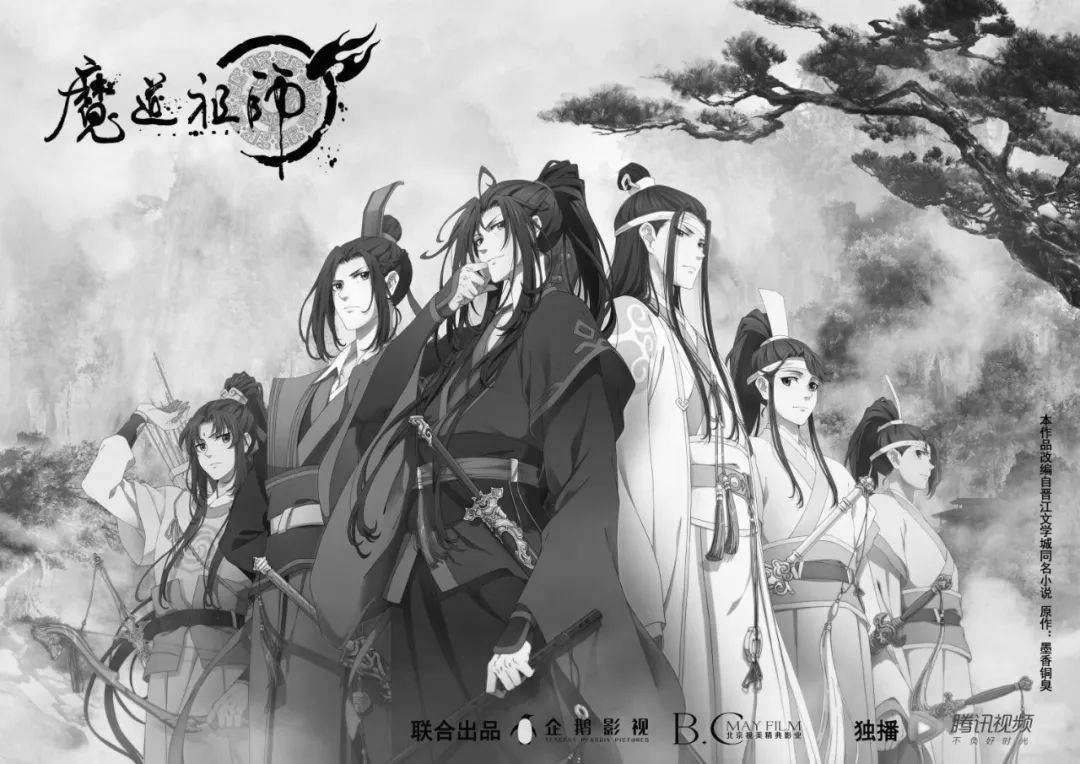 魔道祖师
本作品改编自晋江文学城同名小说 原作：墨香铜臭
联合出品
企鹅影视
TENCENT PENGUIN PICTURES
B.C MAY FILM
北京视美精典影业
独播
腾讯视频
不负好时光